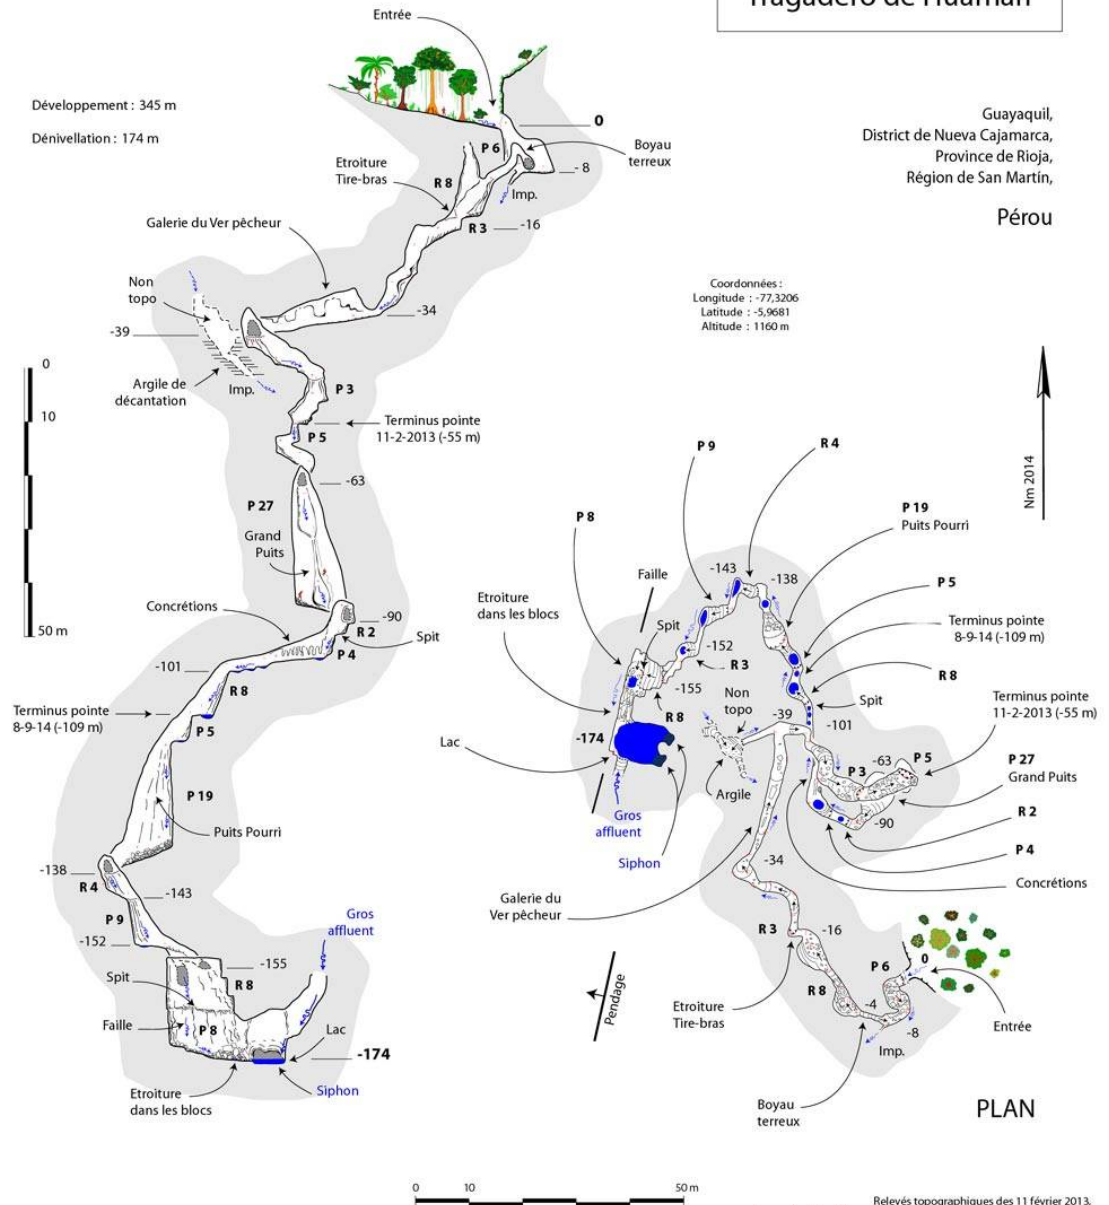 Tragadero de Huamán
Développement : 345 m
Dénivellation : 174 m
Guayaquil,
District de Nueva Cajamarca,
Province de Rioja,
Région de San Martín,
Pérou
Coordonnées :
Longitude : -77,3206
Latitude : -5,9681
Altitude : 1160 m
Entrée
0
P 6
Boyau
terreux
- 8
Imp.
Etroiture
Tire-bras
R 8
R 3
-16
Galerie du Ver pêcheur
-34
Non
topo
-39
Argile de
décantation
Imp.
P 3
Terminus pointe
11-2-2013 (-55 m)
P 5
-63
P 27
Grand
Puits
Concrétions
-90
R 2
Spit
P 4
-101
R 8
Terminus pointe
8-9-14 (-109 m)
P 5
P 19
Puits Pourri
-138
R 4
-143
P 9
-152
-155
Spit
R 8
Faille
P 8
Gros
affluent
Lac
-174
Siphon
Etroiture
dans les blocs
0
10
50 m
Nm 2014
P 9
R 4
P 19
Puits Pourri
P 8
-143
-138
Faille
P 5
Etroiture
dans les blocs
Spit
Terminus pointe
8-9-14 (-109 m)
-152
R 3
R 8
-155
Non
topo
Spit
Terminus pointe
11-2-2013 (-55 m)
R 8
-39
-101
-174
Lac
-63
P 5
P 3
P 27
Grand Puits
Argile
-90
R 2
Gros
affluent
P 4
Siphon
-34
Concrétions
Galerie du
Ver pêcheur
R 3
-16
P 6
0
R 8
-4
Pendage
Etroiture
Tire-bras
-8
Entrée
Imp.
Boyau
terreux
PLAN
0
10
50 m
Relevés topographiques des 11 février 2013,